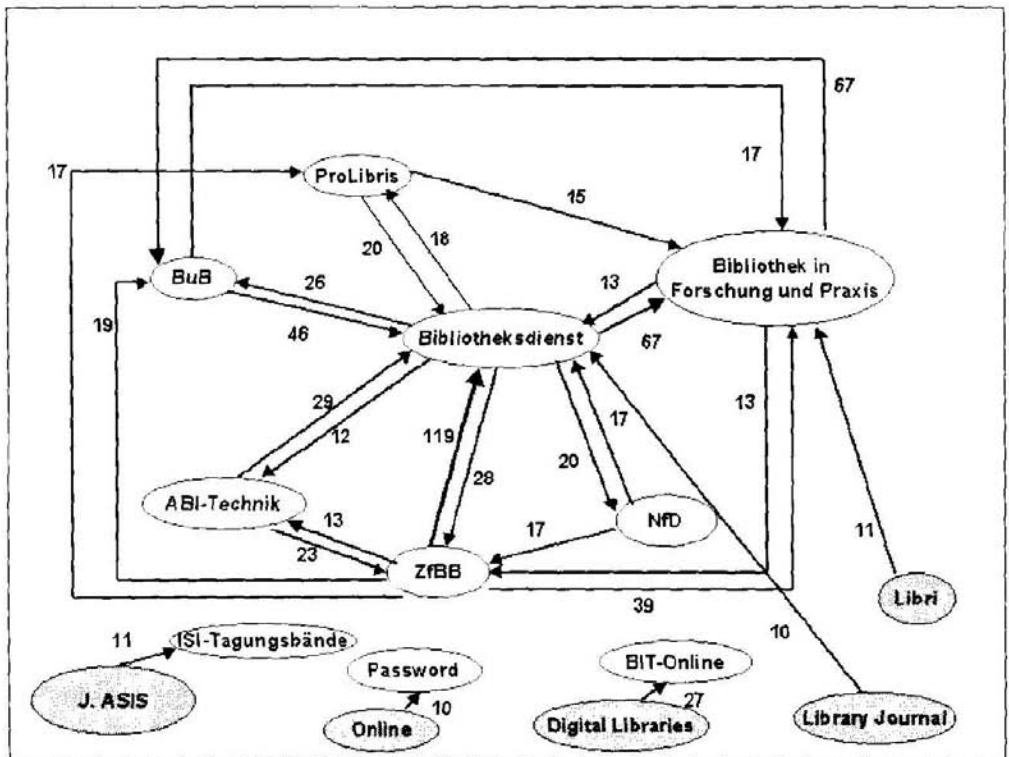 67
17
17
ProLibris
15
Bibliothek in
Forschung und Praxis
20
18
BuB
26
13
19
46
Bibliotheksdienst
67
29
12
119
28
20
17
13
ABI-Technik
NfD
13
23
17
11
ZfBB
39
Libri
11
ISI-Tagungsbände
10
Password
BIT-Online
J. ASIS
10
27
Online
Digital Libraries
Library Journal